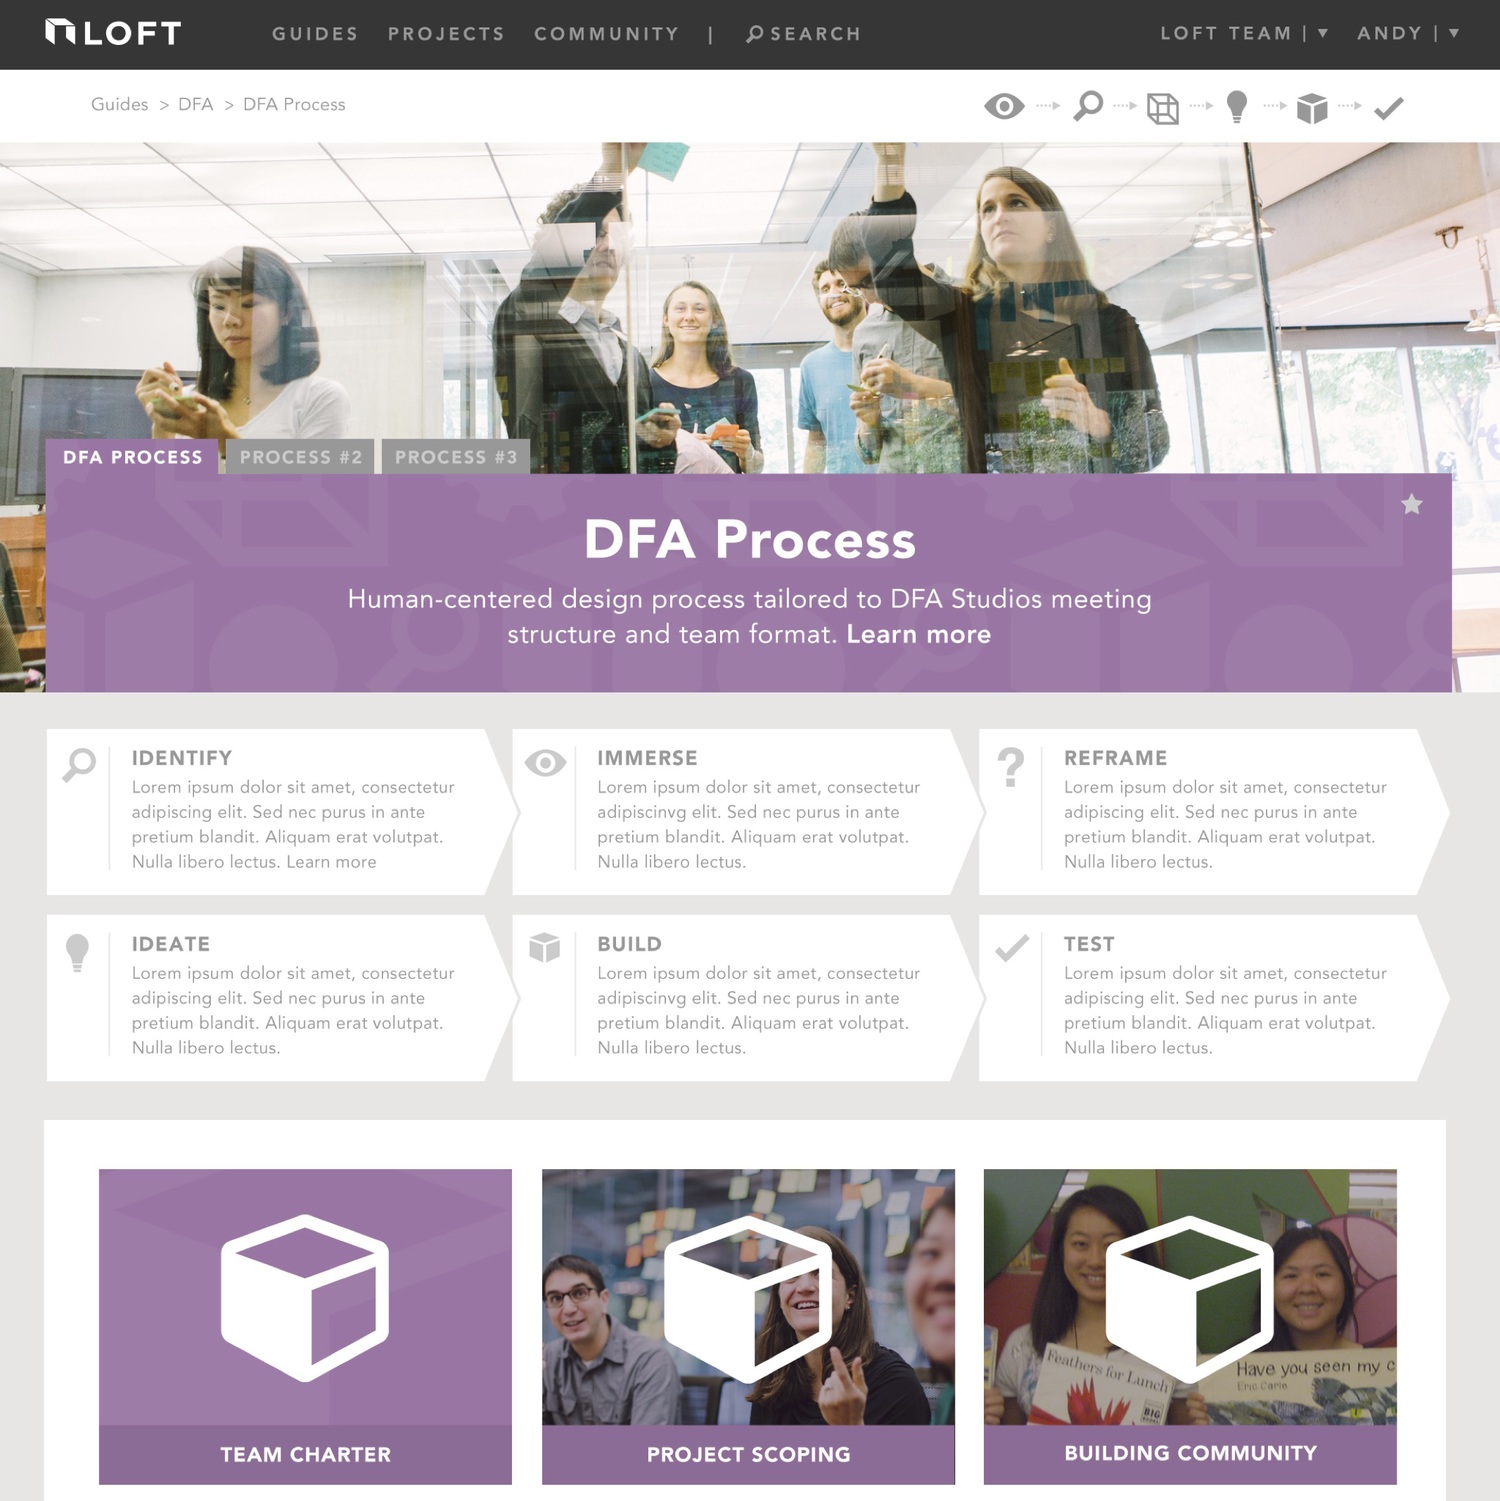 LOFT
GUIDES PROJECTS COMMUNITY | SEARCH
LOFT TEAM | ▼ ANDY | ▼
Guides > DFA > DFA Process
DFA PROCESS
PROCESS #2
PROCESS #3
DFA Process
Human-centered design process tailored to DFA Studios meeting
structure and team format. Learn more
IDENTIFY
Lorem ipsum dolor sit amet, consectetur
adipiscing elit. Sed nec purus in ante
pretium blandit. Aliquam erat volutpat.
Nulla libero lectus. Learn more
IMMERSE
Lorem ipsum dolor sit amet, consectetur
adipiscinvg elit. Sed nec purus in ante
pretium blandit. Aliquam erat volutpat.
Nulla libero lectus.
?
REFRAME
Lorem ipsum dolor sit amet, consectetur
adipiscing elit. Sed nec purus in ante
pretium blandit. Aliquam erat volutpat.
Nulla libero lectus.
IDEATE
Lorem ipsum dolor sit amet, consectetur
adipiscing elit. Sed nec purus in ante
pretium blandit. Aliquam erat volutpat.
Nulla libero lectus.
BUILD
Lorem ipsum dolor sit amet, consectetur
adipiscinvg elit. Sed nec purus in ante
pretium blandit. Aliquam erat volutpat.
Nulla libero lectus.
TEST
Lorem ipsum dolor sit amet, consectetur
adipiscing elit. Sed nec purus in ante
pretium blandit. Aliquam erat volutpat.
Nulla libero lectus.
TEAM CHARTER
PROJECT SCOPING
Feathers for Lunch
BIG
Have you seen my c
Eric Carle
BUILDING COMMUNITY